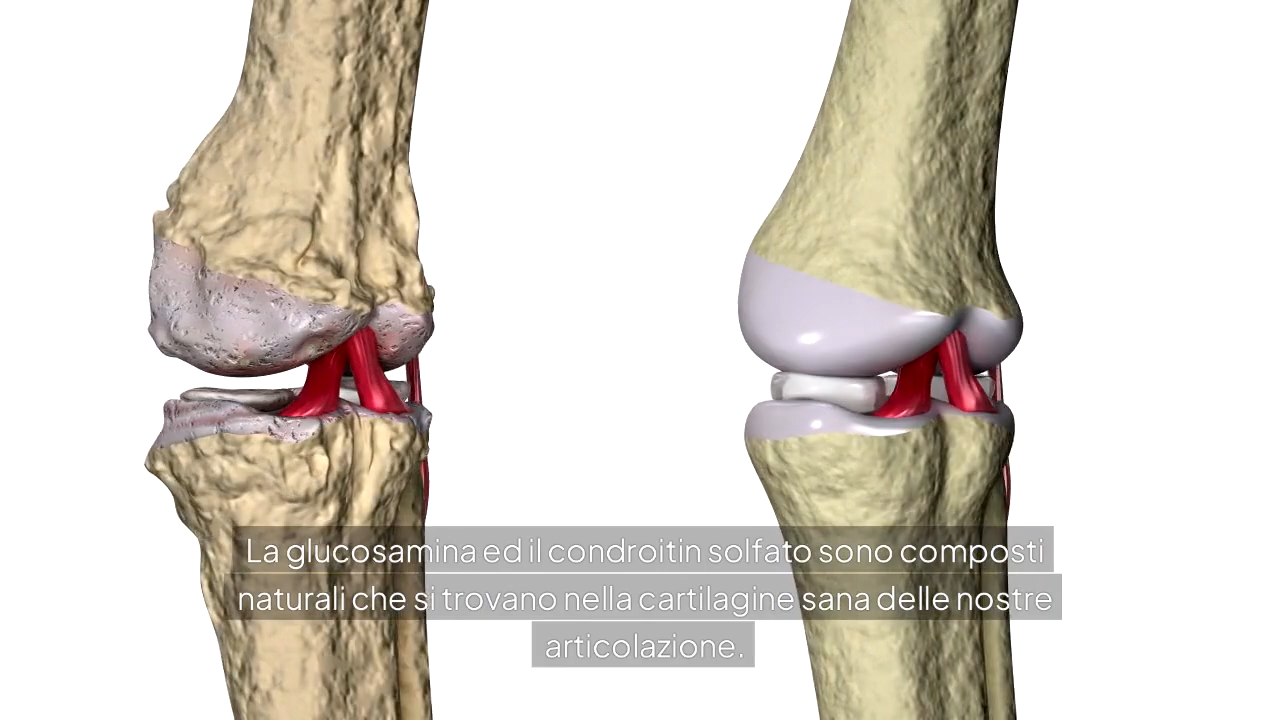 La glucosamina ed il condroitin solfato sono composti
naturali che si trovano nella cartilagine sana delle nostre
articolazione.